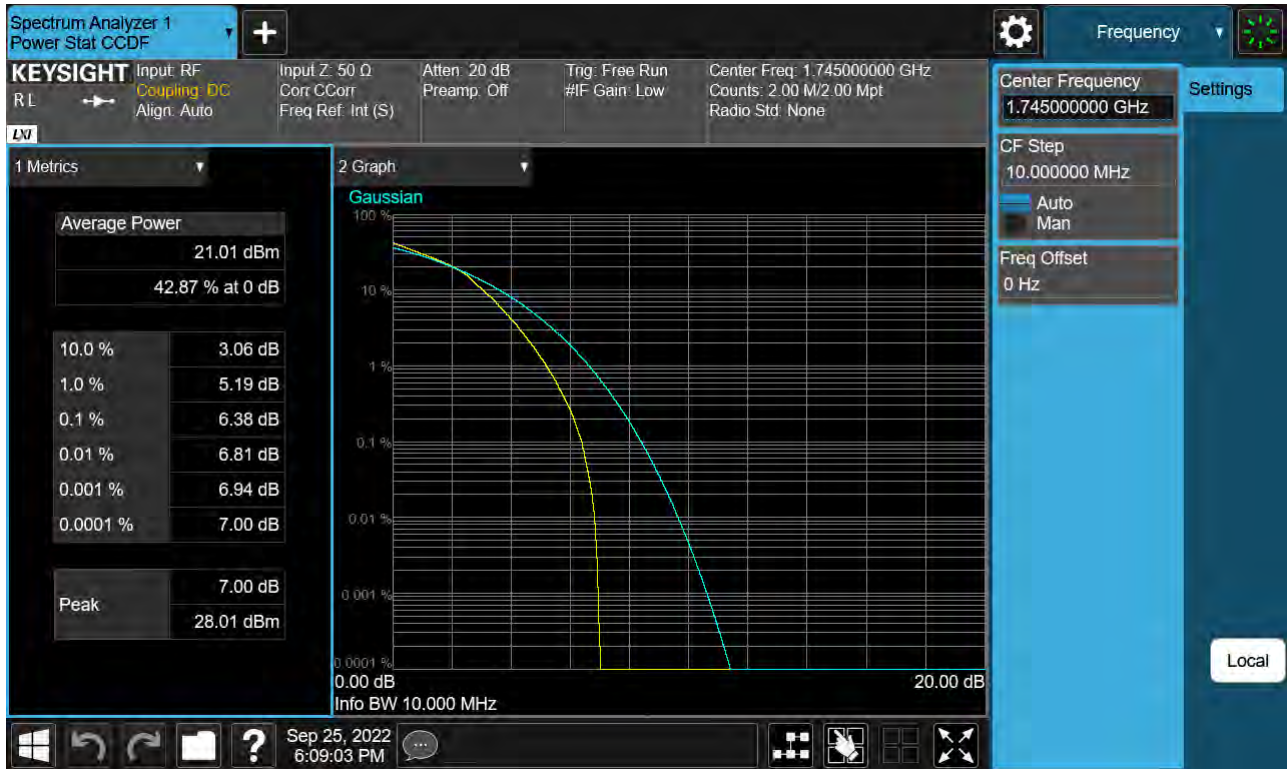 Spectrum Analyzer 1
Power Stat CCDF
+
Frequency
KEYSIGHT
RL
LXI
Input: RF
Coupling: DC
Align: Auto
Input Z: 50 Ω
Corr CCorr
Freq Ref: Int (S)
Atten: 20 dB
Preamp: Off
Trig: Free Run
#IF Gain: Low
Center Freq: 1.745000000 GHz
Counts: 2.00 M/2.00 Mpt
Radio Std: None
Center Frequency
1.745000000 GHz
Settings
CF Step
10.000000 MHz
Auto
Man
Freq Offset
0 Hz
1 Metrics
Average Power
21.01 dBm
42.87 % at 0 dB
10.0 % 3.06 dB
1.0 % 5.19 dB
0.1 % 6.38 dB
0.01 % 6.81 dB
0.001 % 6.94 dB
0.0001 % 7.00 dB
Peak
7.00 dB
28.01 dBm
2 Graph
Gaussian
100 %
10 %
1 %
0.1 %
0.01 %
0.001 %
0.0001 %
0.00 dB 20.00 dB
Info BW 10.000 MHz
Local
?
Sep 25, 2022
6:09:03 PM